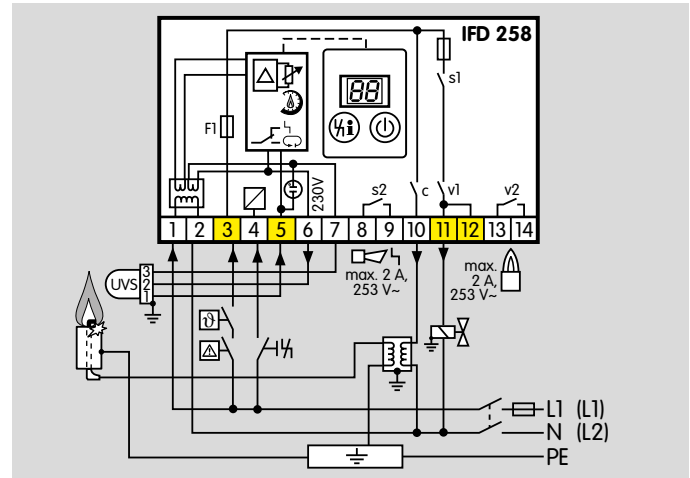 IFD 258
s1
88
F1
230V
s2
c
v1
v2
1 2 3 4 5 6 7 8 9 10 11 12 13 14
max. 2 A,
253 V~
max.
2 A,
253 V~
UVS
3
2
1
ϑ
L1 (L1)
N (L2)
PE